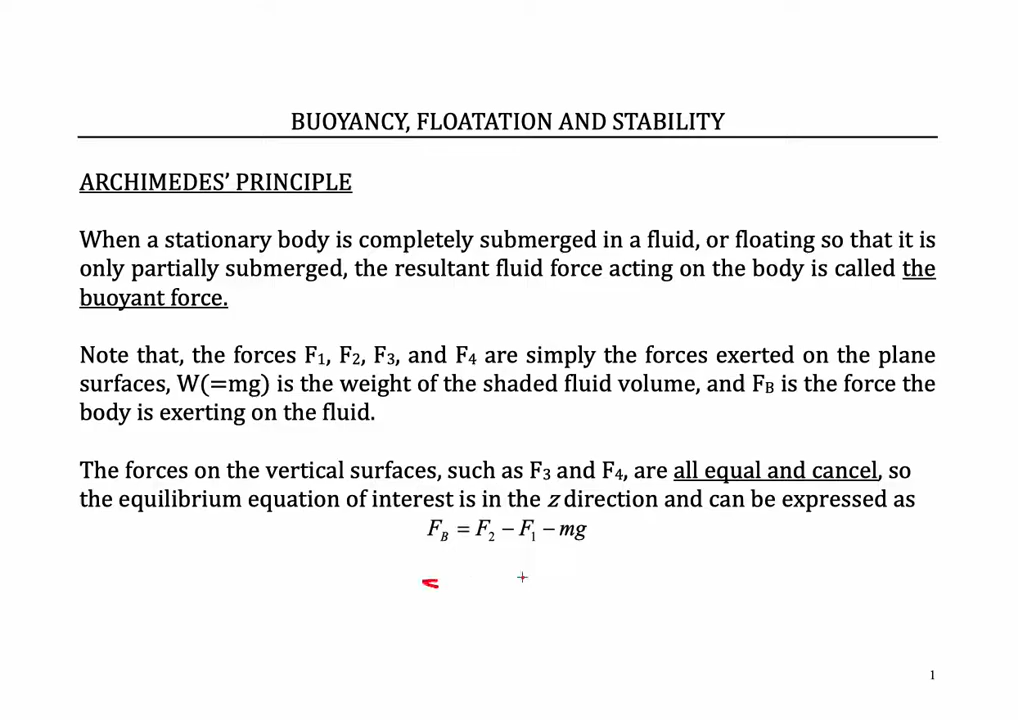 BUOYANCY, FLOATATION AND STABILITY
ARCHIMEDES’ PRINCIPLE
When a stationary body is completely submerged in a fluid, or floating so that it is
only partially submerged, the resultant fluid force acting on the body is called the
buoyant force.
Note that, the forces F₁, F₂, F₃, and F₄ are simply the forces exerted on the plane
surfaces, W(=mg) is the weight of the shaded fluid volume, and F_B is the force the
body is exerting on the fluid.
The forces on the vertical surfaces, such as F₃ and F₄, are all equal and cancel, so
the equilibrium equation of interest is in the z direction and can be expressed as
F_B = F₂ − F₁ − mg
1